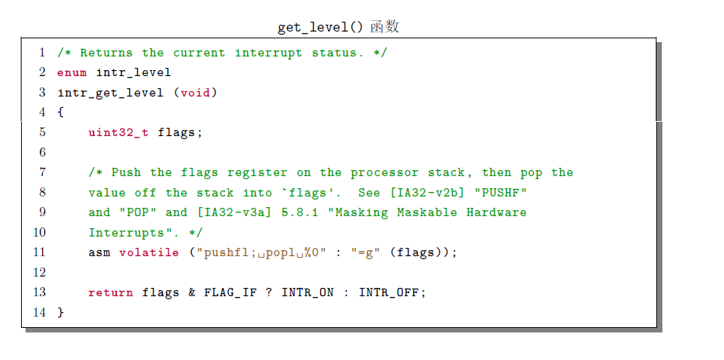 get_level() 函数
1 /* Returns the current interrupt status. */
2 enum intr_level
3 intr_get_level (void)
4 {
5     uint32_t flags;
6
7     /* Push the flags register on the processor stack, then pop the
8     value off the stack into `flags'.  See [IA32-v2b] "PUSHF"
9     and "POP" and [IA32-v3a] 5.8.1 "Masking Maskable Hardware
10     Interrupts". */
11     asm volatile ("pushfl;␣popl␣%0" : "=g" (flags));
12
13     return flags & FLAG_IF ? INTR_ON : INTR_OFF;
14 }